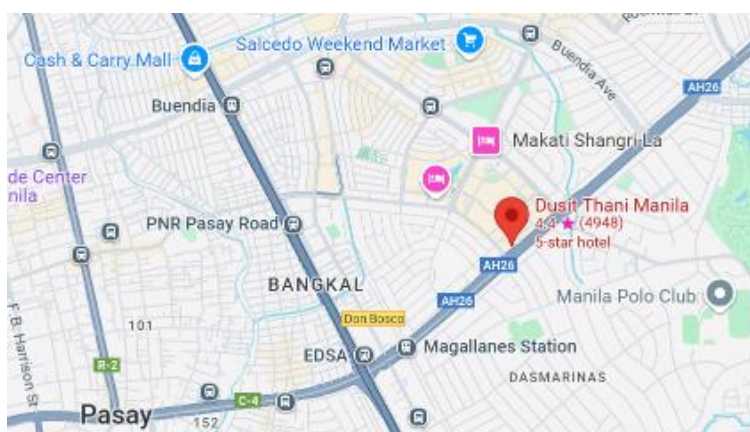 Salcedo Weekend Market
Cash & Carry Mall
Buendia Ave
AH26
Buendia
Makati Shangri-La
de Center
nila
Dusit Thani Manila
4.4 ★ (4948)
5-star hotel
PNR Pasay Road
AH26
BANGKAL
AH26
Manila Polo Club
F.B. Harrison St
101
Don Bosco
EDSA
Magallanes Station
R-2
DASMARINAS
C-4
Pasay
152